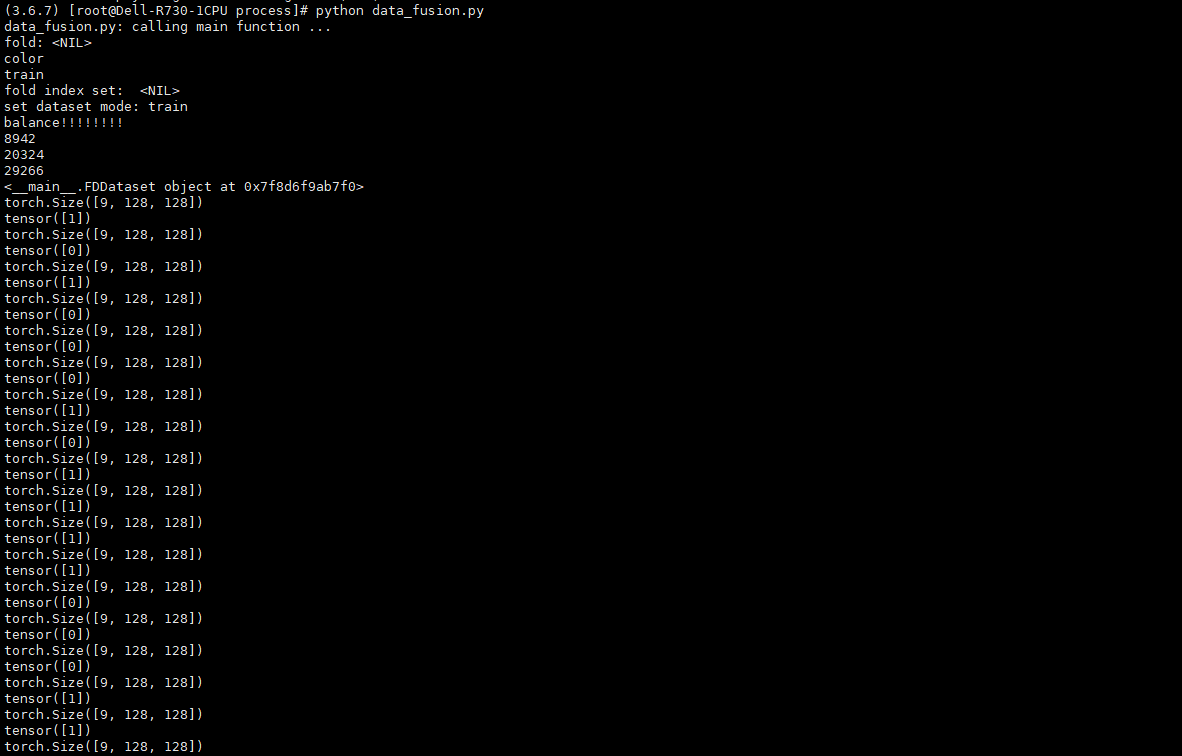 (3.6.7) [root@Dell-R730-1CPU process]# python data_fusion.py
data_fusion.py: calling main function ...
fold: <NIL>
color
train
fold index set:  <NIL>
set dataset mode: train
balance!!!!!!!!
8942
20324
29266
<__main__.FDDataset object at 0x7f8d6f9ab7f0>
torch.Size([9, 128, 128])
tensor([1])
torch.Size([9, 128, 128])
tensor([0])
torch.Size([9, 128, 128])
tensor([1])
torch.Size([9, 128, 128])
tensor([0])
torch.Size([9, 128, 128])
tensor([0])
torch.Size([9, 128, 128])
tensor([0])
torch.Size([9, 128, 128])
tensor([1])
torch.Size([9, 128, 128])
tensor([0])
torch.Size([9, 128, 128])
tensor([1])
torch.Size([9, 128, 128])
tensor([1])
torch.Size([9, 128, 128])
tensor([1])
torch.Size([9, 128, 128])
tensor([1])
torch.Size([9, 128, 128])
tensor([0])
torch.Size([9, 128, 128])
tensor([0])
torch.Size([9, 128, 128])
tensor([0])
torch.Size([9, 128, 128])
tensor([1])
torch.Size([9, 128, 128])
tensor([1])
torch.Size([9, 128, 128])